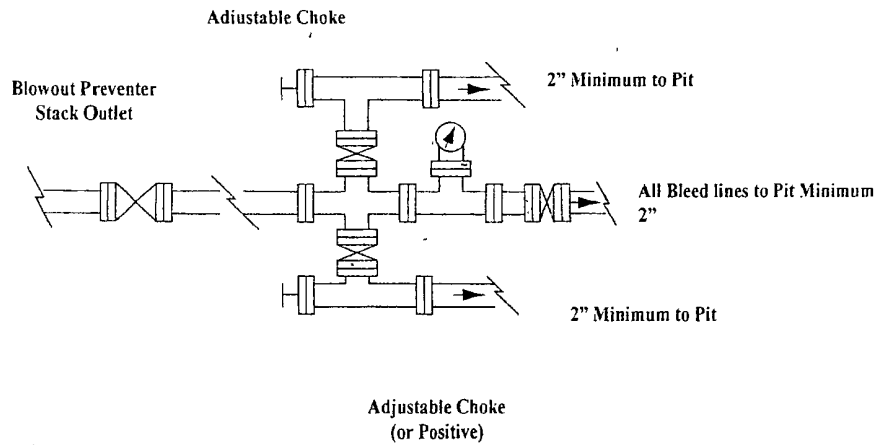 Adjustable Choke
Blowout Preventer
Stack Outlet
2” Minimum to Pit
All Bleed lines to Pit Minimum
2”
2” Minimum to Pit
Adjustable Choke
(or Positive)